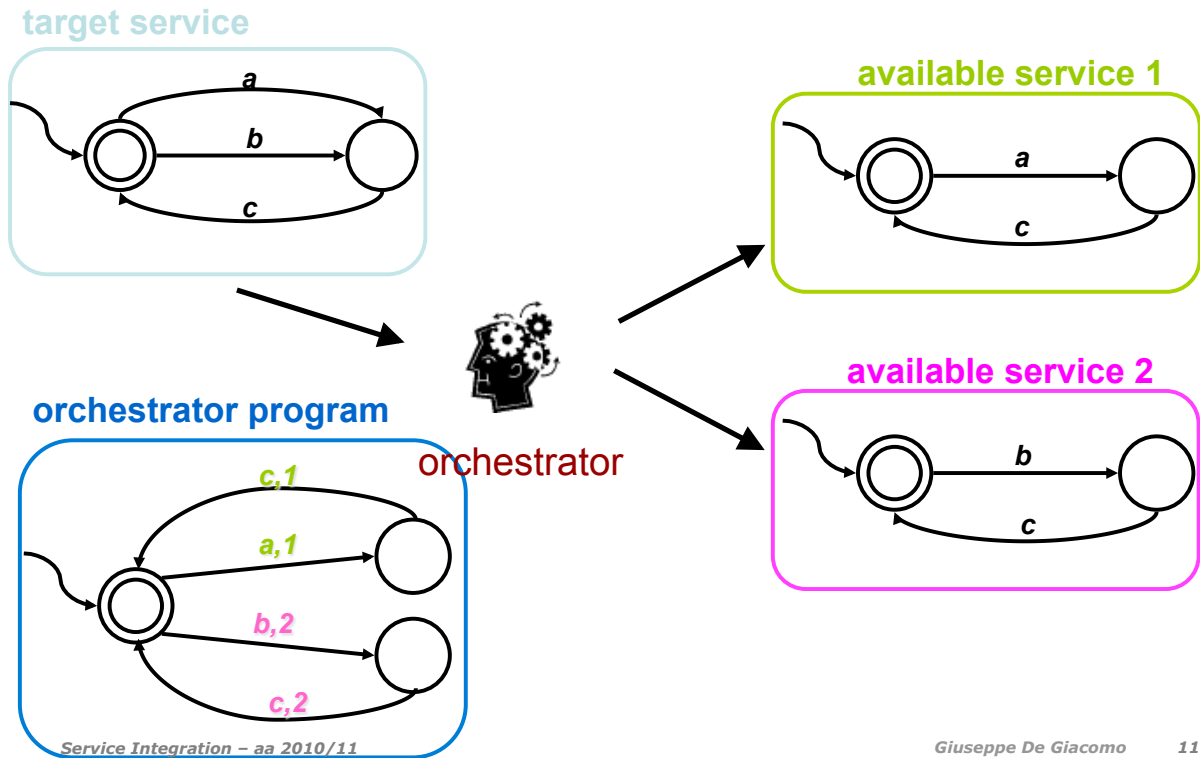 target service
a
b
c
available service 1
a
c
orchestrator
available service 2
b
c
orchestrator program
c,1
a,1
b,2
c,2
Service Integration – aa 2010/11
Giuseppe De Giacomo
11